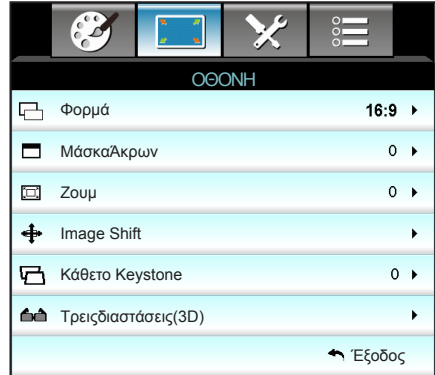 ΟΘΟΝΗ
Φορμά 16:9
ΜάσκαΆκρων 0
Ζουμ 0
Image Shift
Κάθετο Keystone 0
Τρειςδιαστάσεις(3D)
Έξοδος